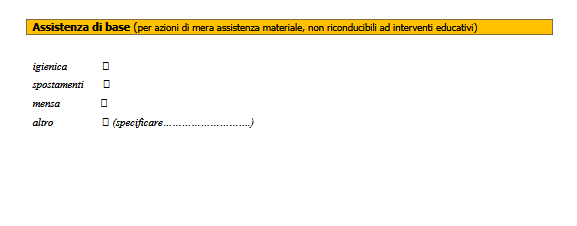 Assistenza di base (per azioni di mera assistenza materiale, non riconducibili ad interventi educativi)
igienica ☐
spostamenti ☐
mensa ☐
altro ☐ (specificare……………………….)